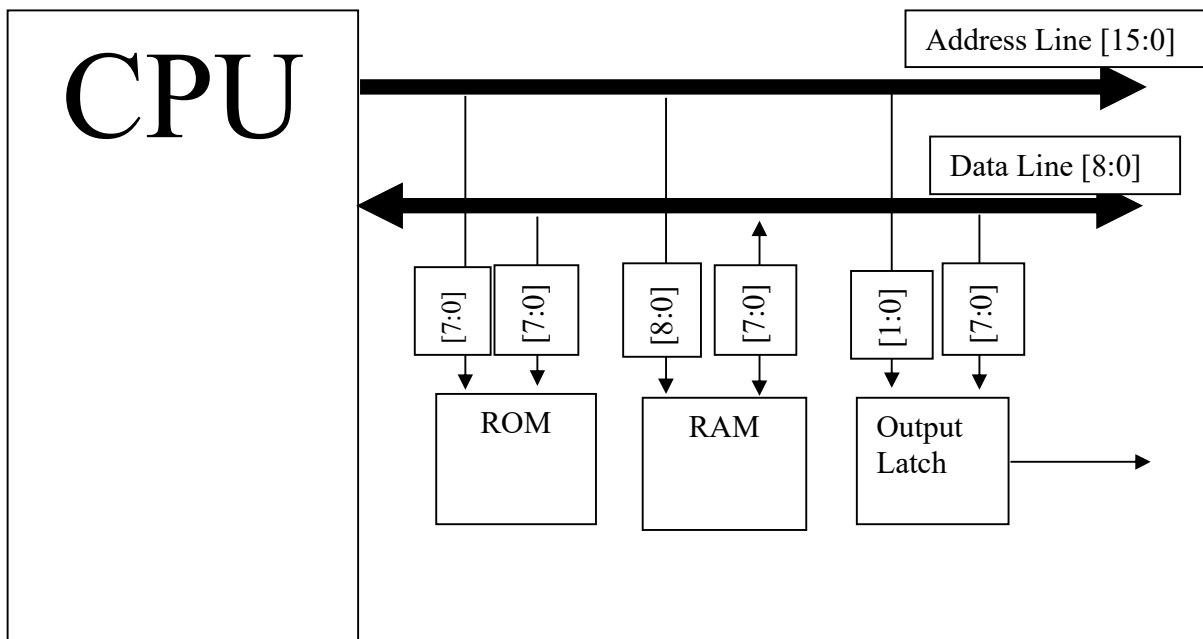 CPU
Address Line [15:0]
Data Line [8:0]
[7:0]
[7:0]
[8:0]
[7:0]
[1:0]
[7:0]
ROM
RAM
Output
Latch